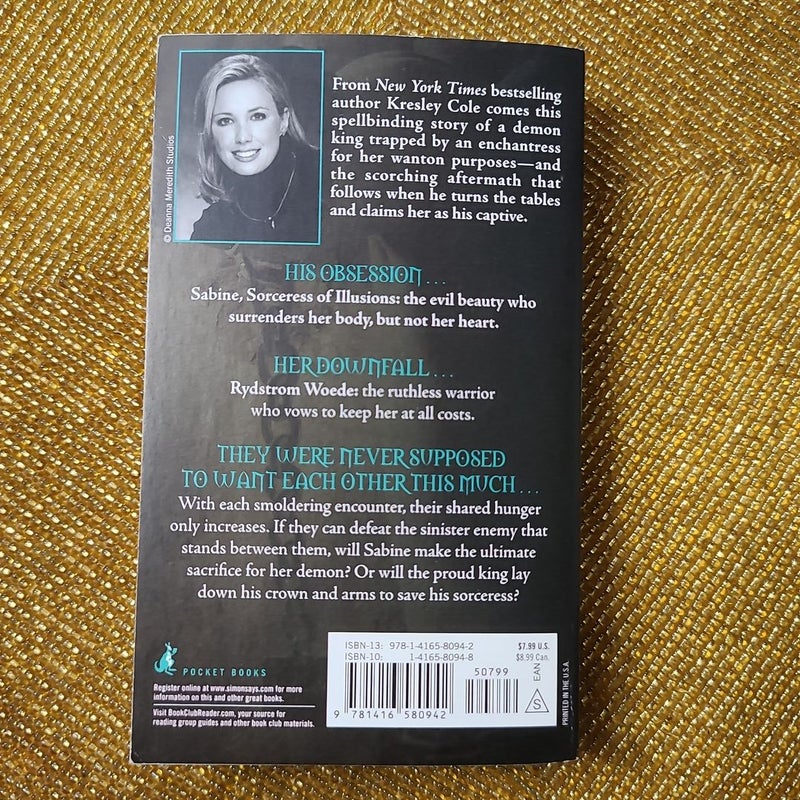 © Deanna Meredith Studios
From New York Times bestselling
author Kresley Cole comes this
spellbinding story of a demon
king trapped by an enchantress
for her wanton purposes—and
the scorching aftermath that
follows when he turns the tables
and claims her as his captive.
HIS OBSESSION...
Sabine, Sorceress of Illusions: the evil beauty who
surrenders her body, but not her heart.
HER DOWNFALL...
Rydstrom Woede: the ruthless warrior
who vows to keep her at all costs.
THEY WERE NEVER SUPPOSED
TO WANT EACH OTHER THIS MUCH...
With each smoldering encounter, their shared hunger
only increases. If they can defeat the sinister enemy that
stands between them, will Sabine make the ultimate
sacrifice for her demon? Or will the proud king lay
down his crown and arms to save his sorceress?
POCKET BOOKS
Register online at www.simonsays.com for more
information on this and other great books.
Visit BookClubReader.com, your source for
reading group guides and other book club materials.
ISBN-13: 978-1-4165-8094-2
ISBN-10: 1-4165-8094-8
$7.99 U.S.
$8.99 Can.
50799
9 781416 580942
EAN
S
PRINTED IN THE U.S.A.